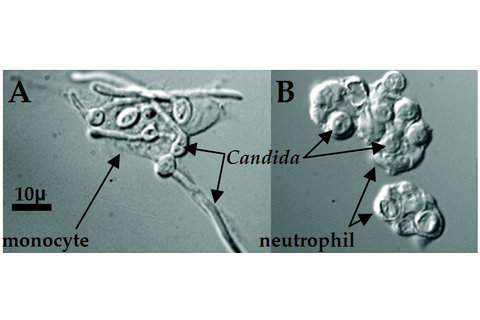 A
B
Candida
10µ
monocyte
neutrophil